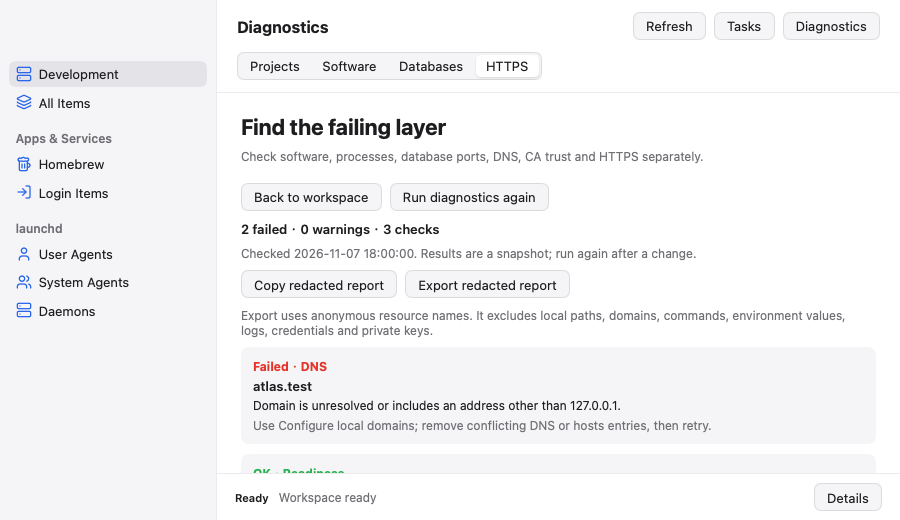 Diagnostics
Refresh
Tasks
Diagnostics
Projects
Software
Databases
HTTPS
Development
All Items
Apps & Services
Homebrew
Login Items
launchd
User Agents
System Agents
Daemons
Find the failing layer
Check software, processes, database ports, DNS, CA trust and HTTPS separately.
Back to workspace
Run diagnostics again
2 failed · 0 warnings · 3 checks
Checked 2026-11-07 18:00:00. Results are a snapshot; run again after a change.
Copy redacted report
Export redacted report
Export uses anonymous resource names. It excludes local paths, domains, commands, environment values,
logs, credentials and private keys.
Failed · DNS
atlas.test
Domain is unresolved or includes an address other than 127.0.0.1.
Use Configure local domains; remove conflicting DNS or hosts entries, then retry.
OK · Readiness
Ready
Workspace ready
Details